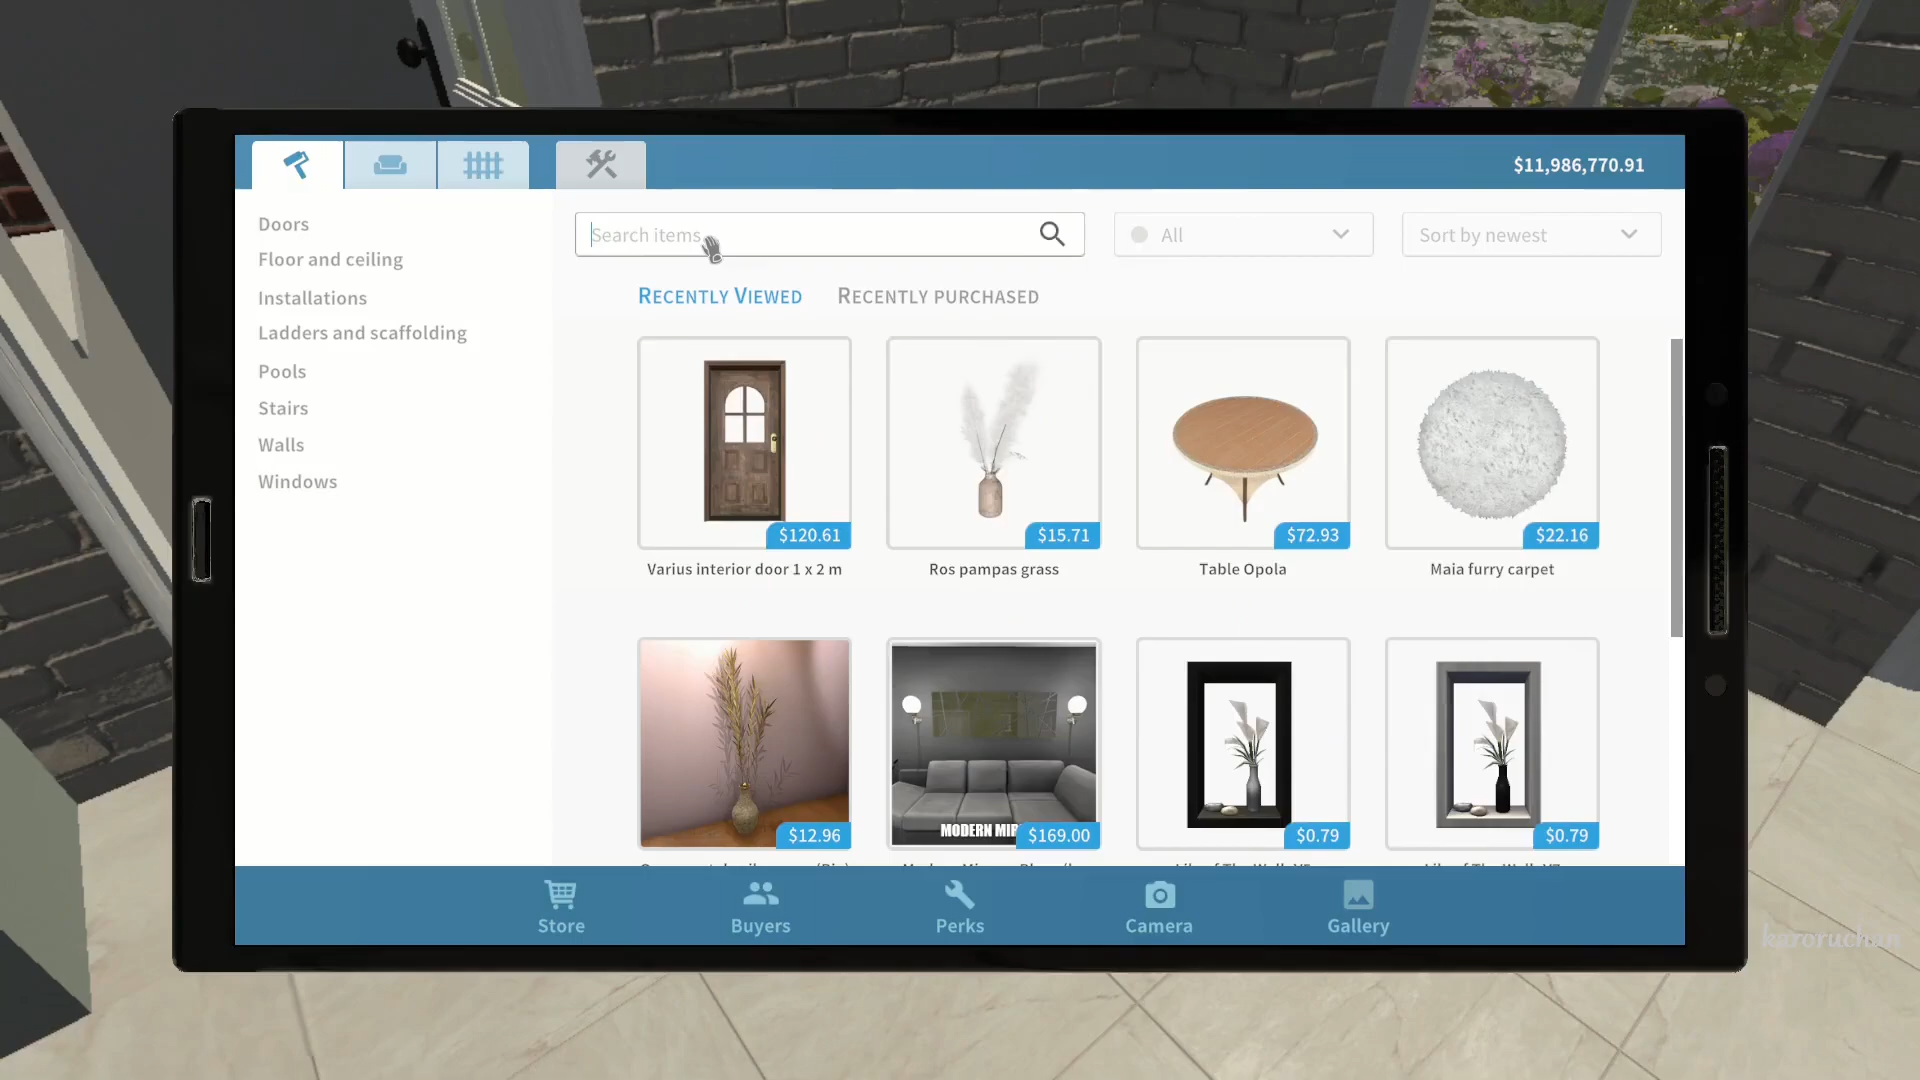 $11,986,770.91
Doors
Floor and ceiling
Installations
Ladders and scaffolding
Pools
Stairs
Walls
Windows
Search items
All
Sort by newest
RECENTLY VIEWED
RECENTLY PURCHASED
$120.61
$15.71
$72.93
$22.16
Varius interior door 1 x 2 m
Ros pampas grass
Table Opola
Maia furry carpet
MODERN MIR
$12.96
$169.00
$0.79
$0.79
Store
Buyers
Perks
Camera
Gallery
karoruchan